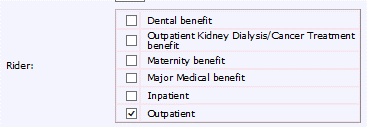 Dental benefit
Outpatient Kidney Dialysis/Cancer Treatment
benefit
Maternity benefit
Rider:
Major Medical benefit
Inpatient
Outpatient